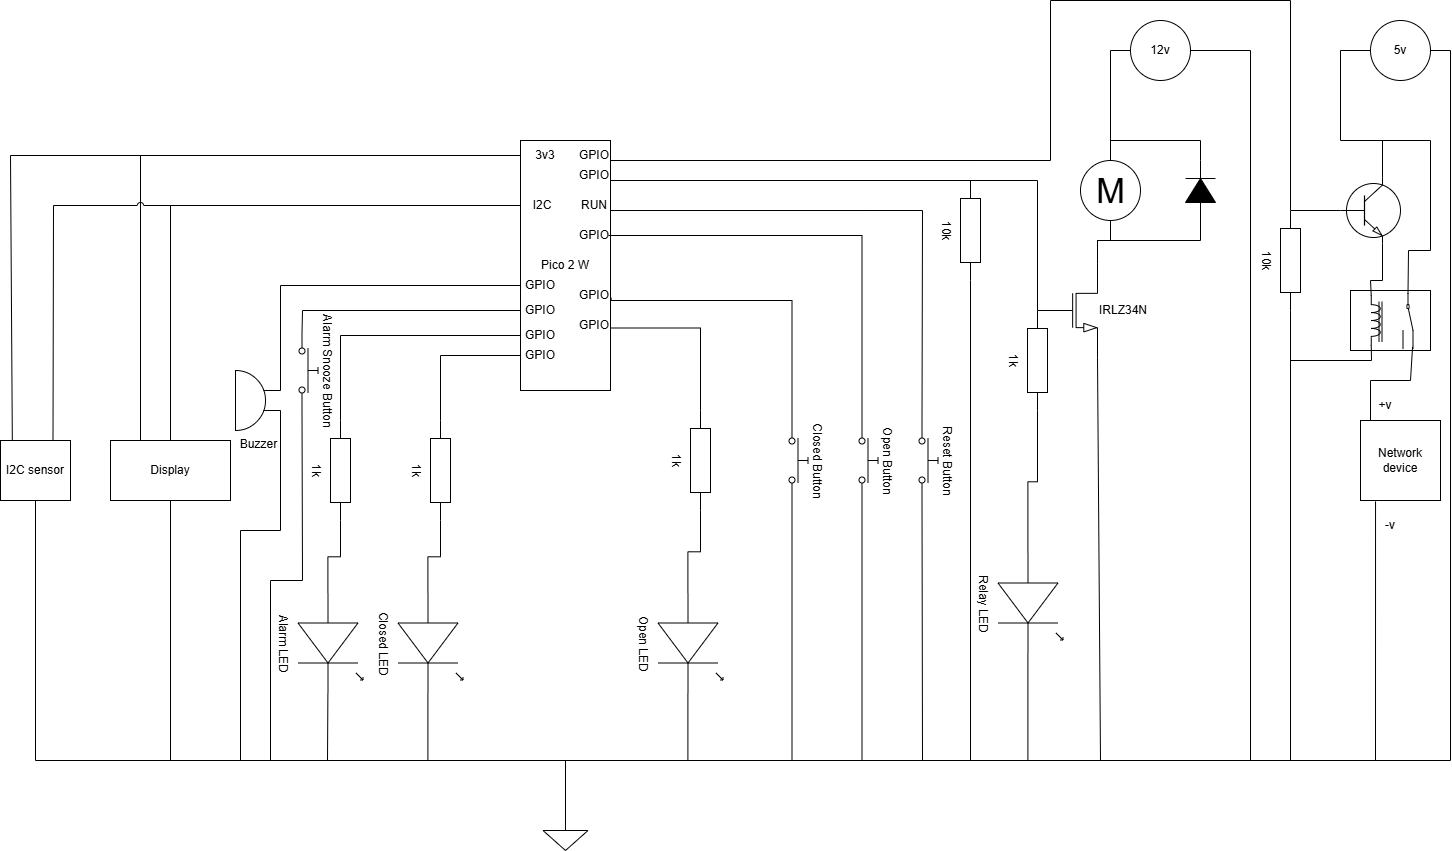 12v
5v
3v3 GPIO
GPIO
I2C RUN
GPIO
Pico 2 W
GPIO
GPIO
GPIO
GPIO
GPIO
GPIO
M
10k
10k
IRLZ34N
Alarm Snooze Button
1k
+v
Buzzer
I2C sensor
Display
1k
1k
1k
Closed Button
Open Button
Reset Button
Network
device
-v
Alarm LED
Closed LED
Open LED
Relay LED